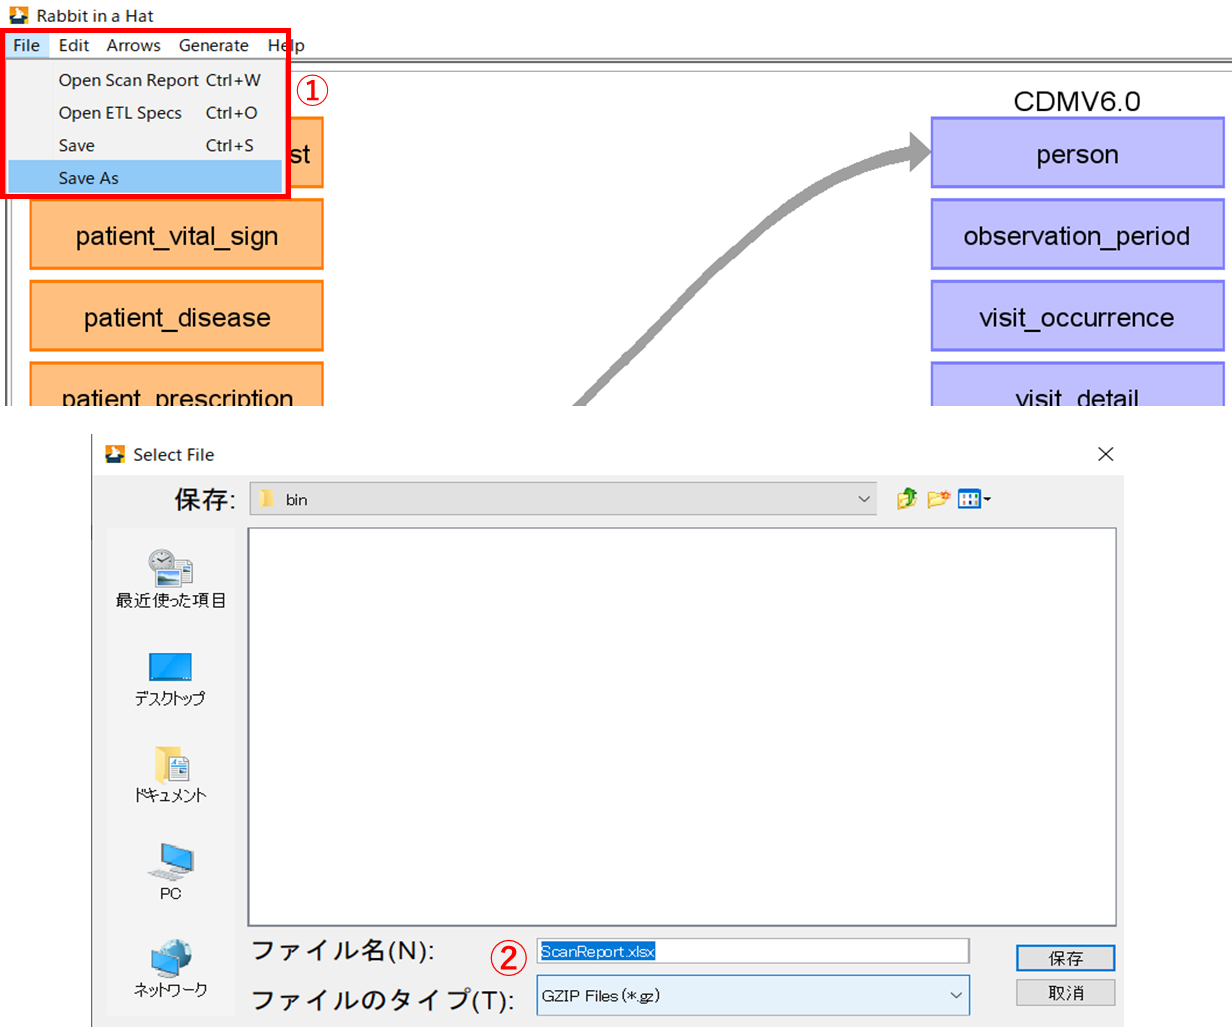 Rabbit in a Hat
File Edit Arrows Generate Help
Open Scan Report Ctrl+W
①
Open ETL Specs Ctrl+O
Save Ctrl+S
Save As
st
patient_vital_sign
patient_disease
patient_prescription
CDMV6.0
person
observation_period
visit_occurrence
visit_detail
Select File
保存: bin
最近使った項目
デスクトップ
ドキュメント
PC
ネットワーク
ファイル名(N): ② ScanReport.xlsx 保存
ファイルのタイプ(T): GZIP Files (*.gz) 取消